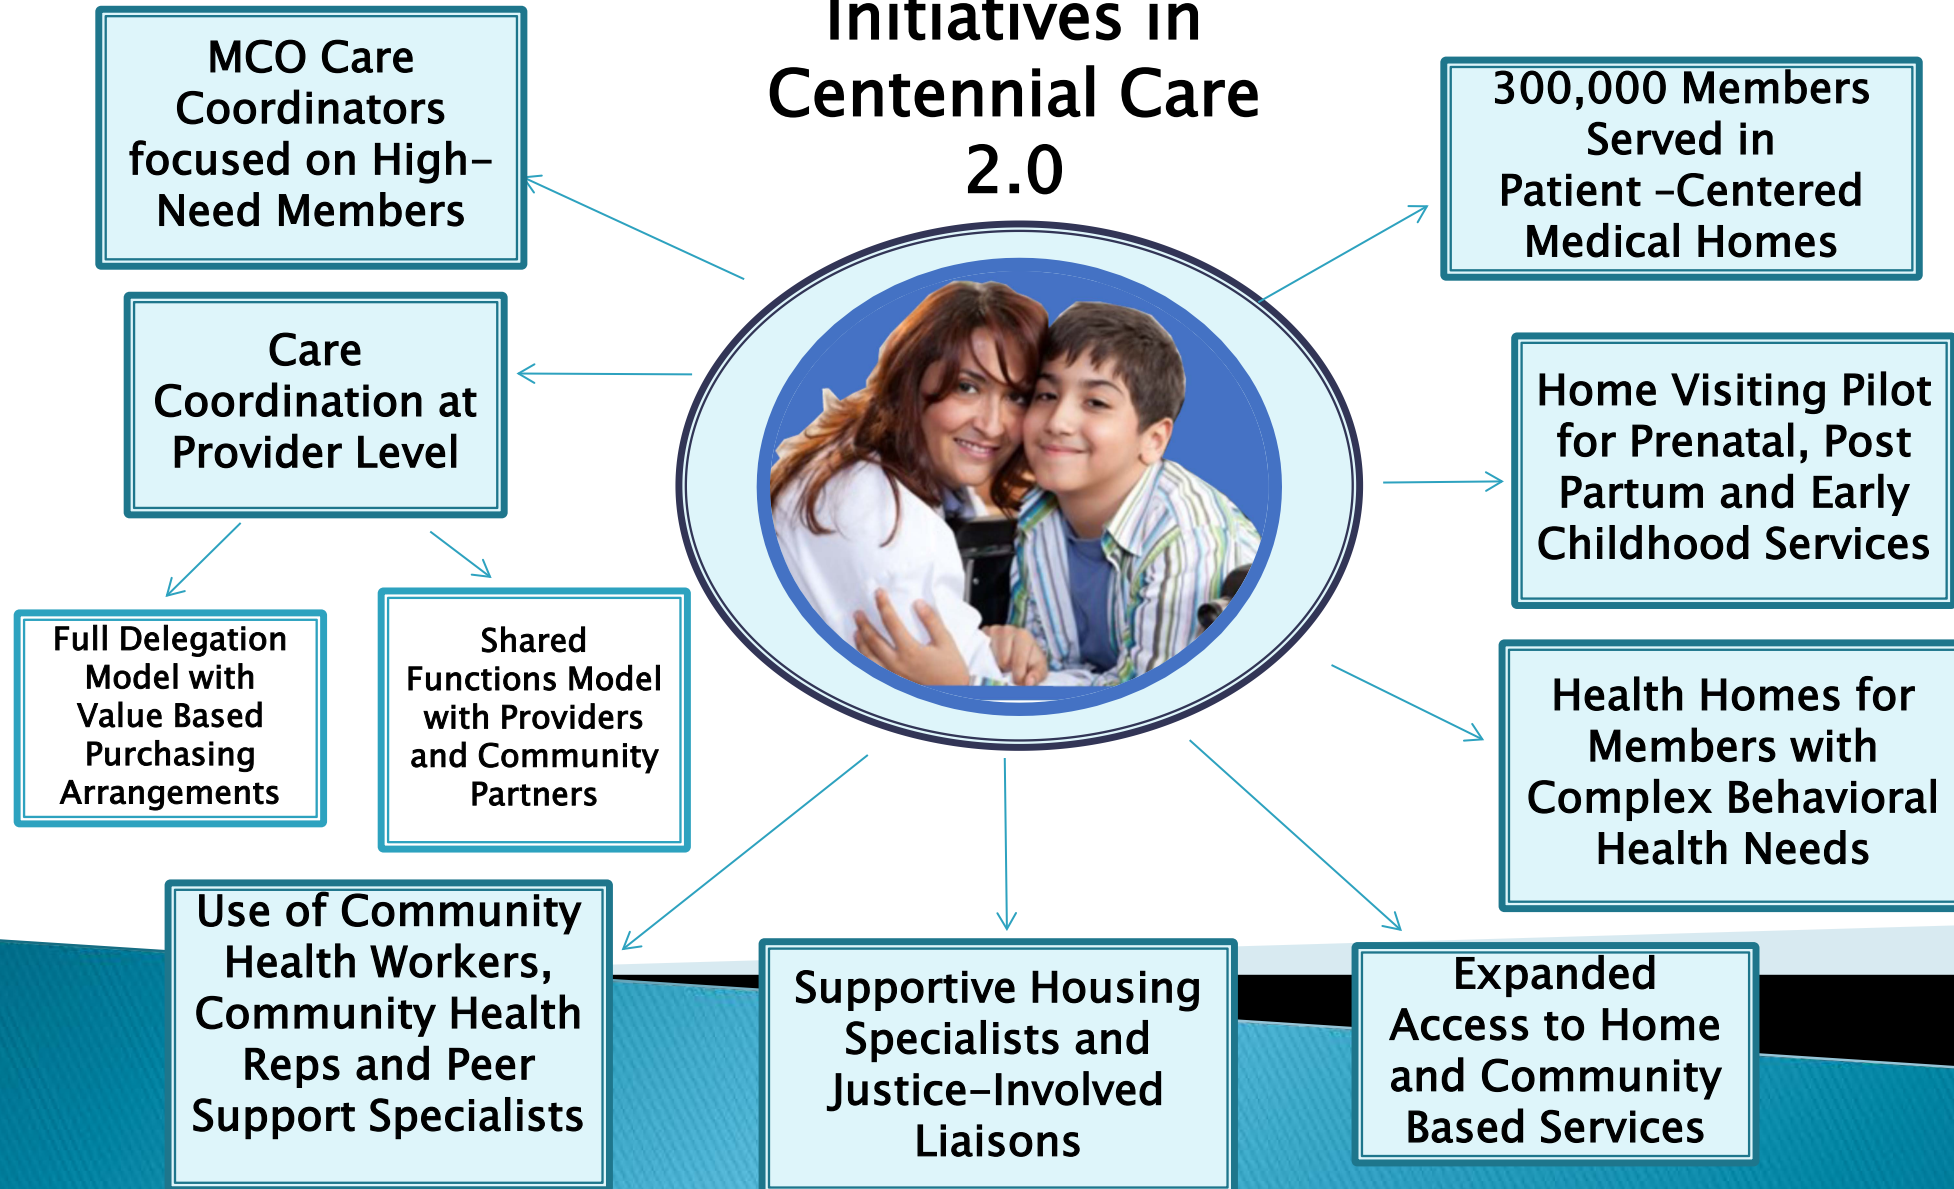 Initiatives in
Centennial Care
2.0
MCO Care
Coordinators
focused on High-
Need Members
300,000 Members
Served in
Patient -Centered
Medical Homes
Care
Coordination at
Provider Level
Home Visiting Pilot
for Prenatal, Post
Partum and Early
Childhood Services
Full Delegation
Model with
Value Based
Purchasing
Arrangements
Shared
Functions Model
with Providers
and Community
Partners
Health Homes for
Members with
Complex Behavioral
Health Needs
Use of Community
Health Workers,
Community Health
Reps and Peer
Support Specialists
Supportive Housing
Specialists and
Justice-Involved
Liaisons
Expanded
Access to Home
and Community
Based Services